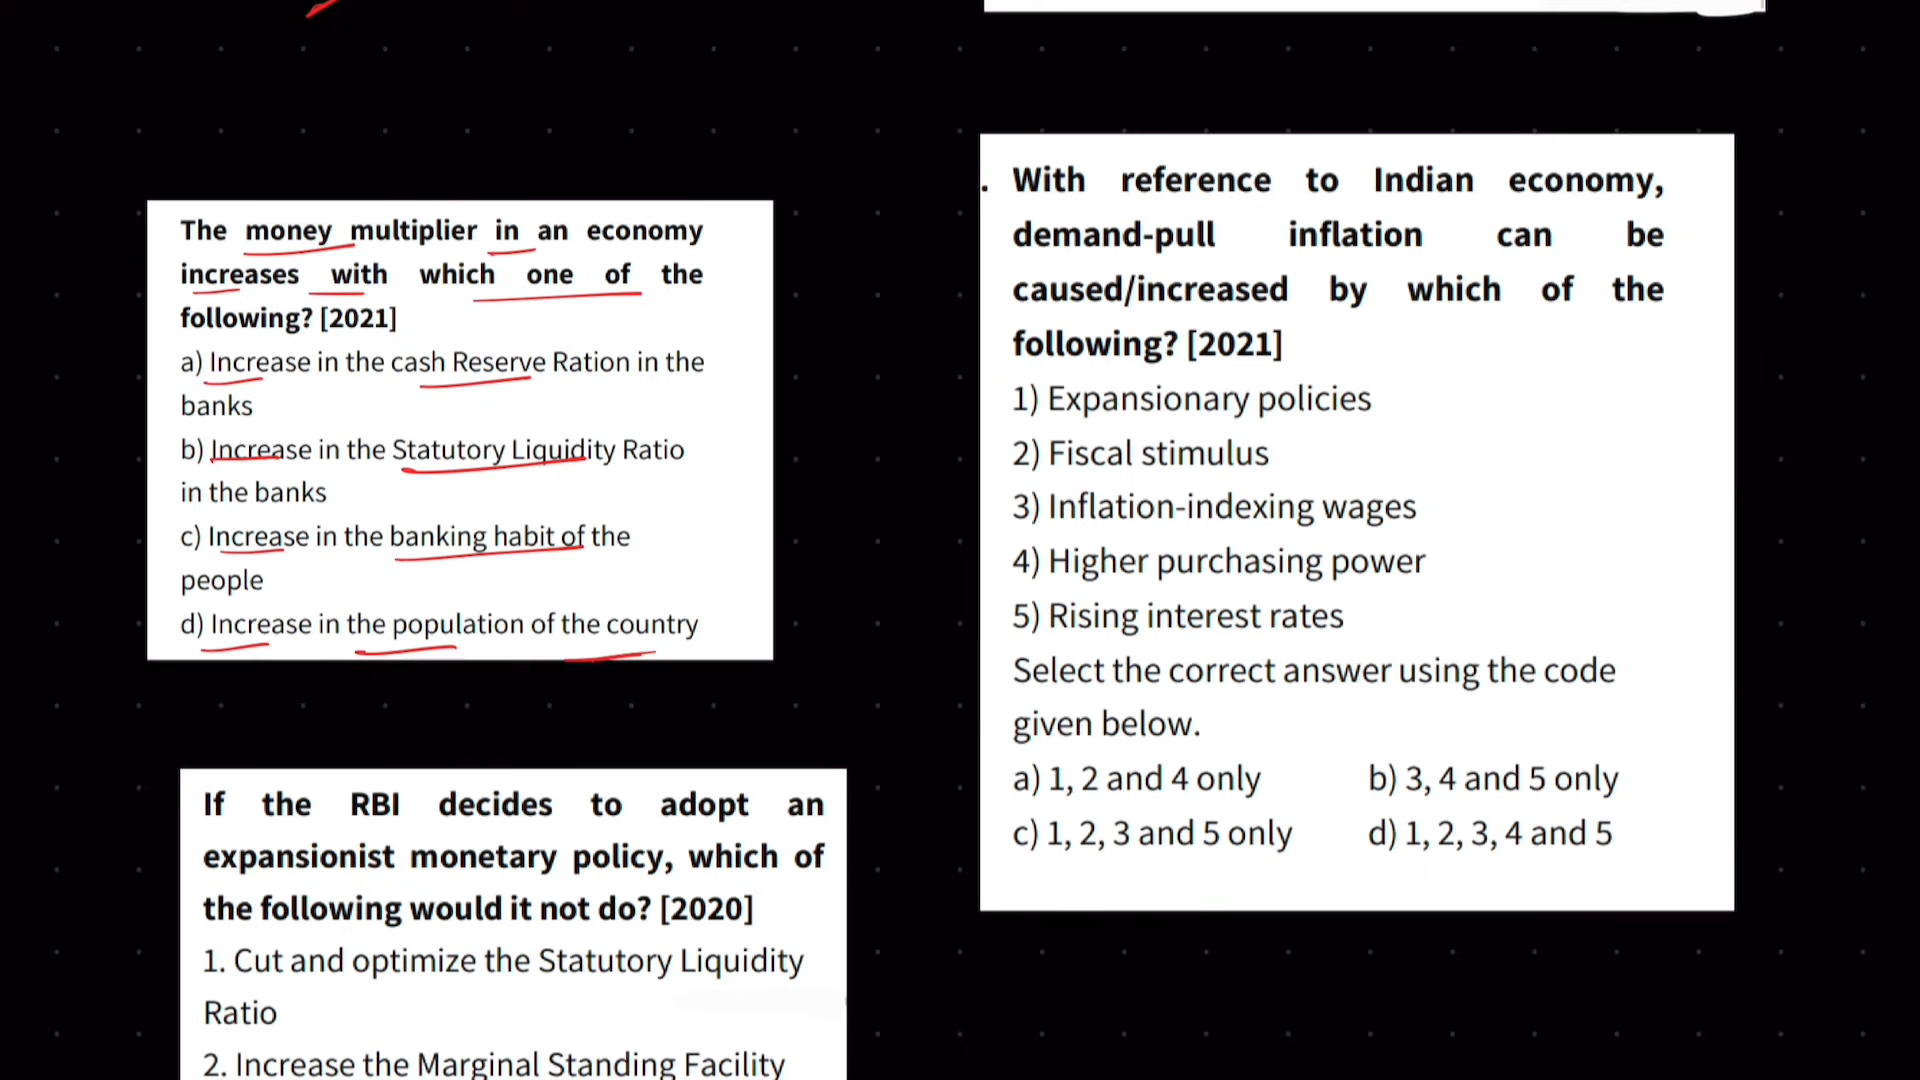 The money multiplier in an economy
increases with which one of the
following? [2021]
a) Increase in the cash Reserve Ration in the
banks
b) Increase in the Statutory Liquidity Ratio
in the banks
c) Increase in the banking habit of the
people
d) Increase in the population of the country
If the RBI decides to adopt an
expansionist monetary policy, which of
the following would it not do? [2020]
1. Cut and optimize the Statutory Liquidity
Ratio
2. Increase the Marginal Standing Facility
. With reference to Indian economy,
demand-pull inflation can be
caused/increased by which of the
following? [2021]
1) Expansionary policies
2) Fiscal stimulus
3) Inflation-indexing wages
4) Higher purchasing power
5) Rising interest rates
Select the correct answer using the code
given below.
a) 1, 2 and 4 only b) 3, 4 and 5 only
c) 1, 2, 3 and 5 only d) 1, 2, 3, 4 and 5